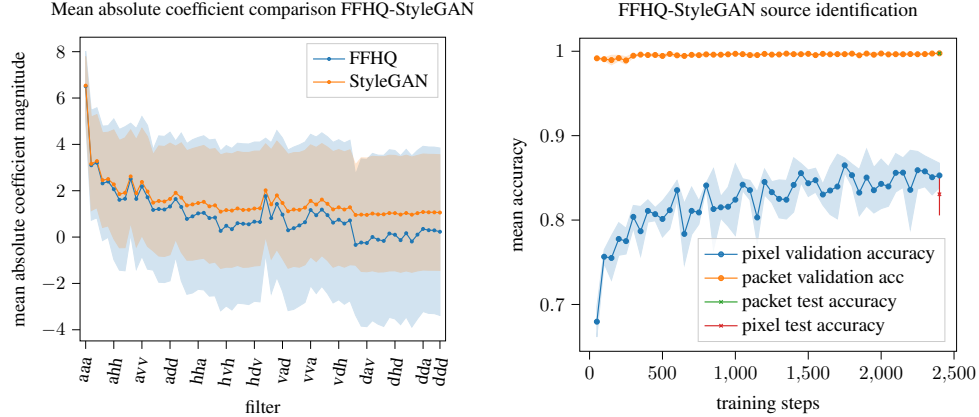 Mean absolute coefficient comparison FFHQ-StyleGAN
mean absolute coefficient magnitude
8
6
4
2
0
−2
−4
FFHQ
StyleGAN
aaa
ahh
avv
add
hha
hvh
hdv
vad
vva
vdh
dav
dhd
dda
ddd
filter
FFHQ-StyleGAN source identification
mean accuracy
1
0.9
0.8
0.7
pixel validation accuracy
packet validation acc
packet test accuracy
pixel test accuracy
0
500
1,000
1,500
2,000
2,500
training steps